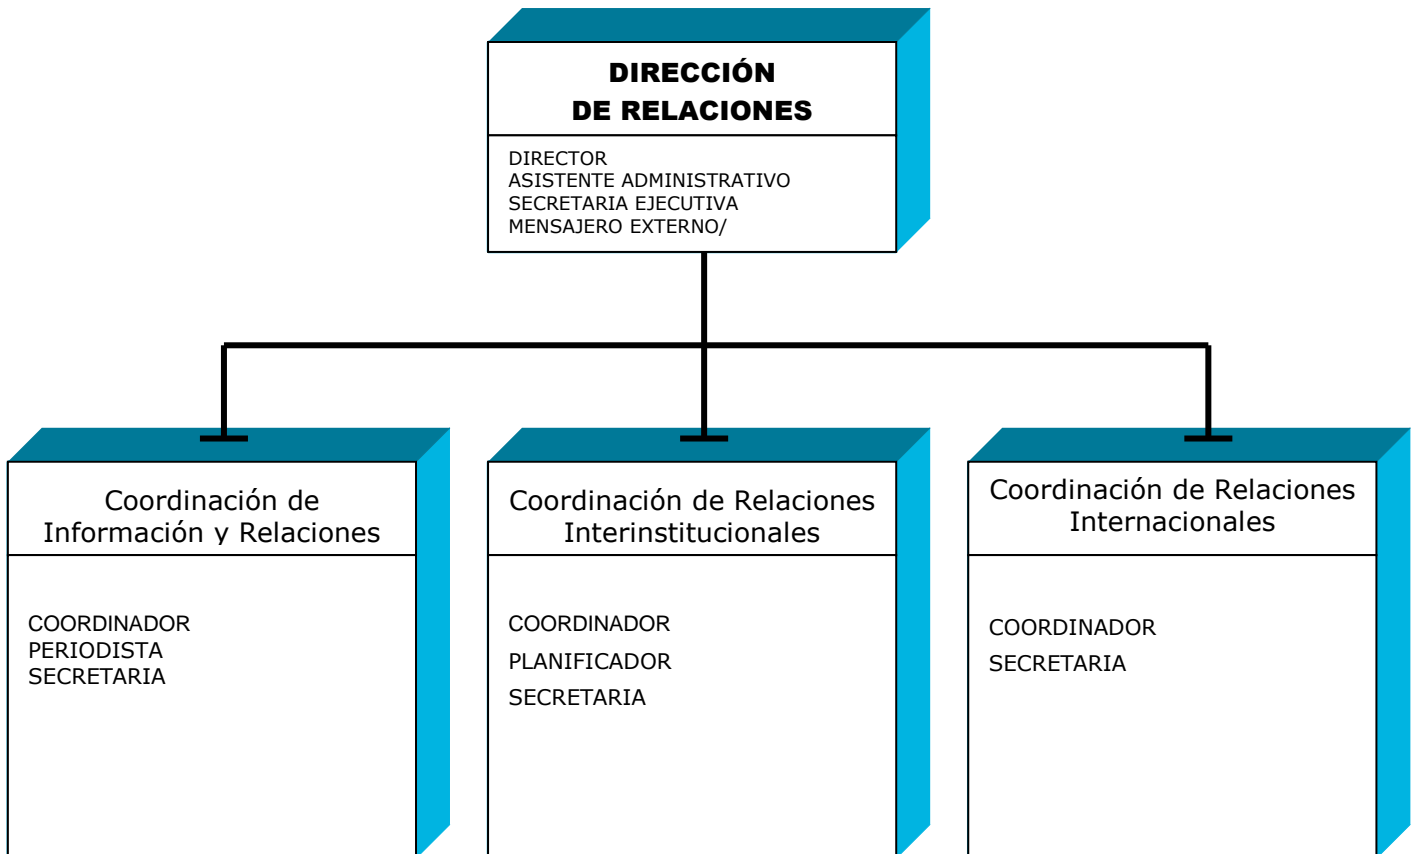 DIRECCIÓN
DE RELACIONES
DIRECTOR
ASISTENTE ADMINISTRATIVO
SECRETARIA EJECUTIVA
MENSAJERO EXTERNO/
Coordinación de
Información y Relaciones
COORDINADOR
PERIODISTA
SECRETARIA
Coordinación de Relaciones
Interinstitucionales
COORDINADOR
PLANIFICADOR
SECRETARIA
Coordinación de Relaciones
Internacionales
COORDINADOR
SECRETARIA